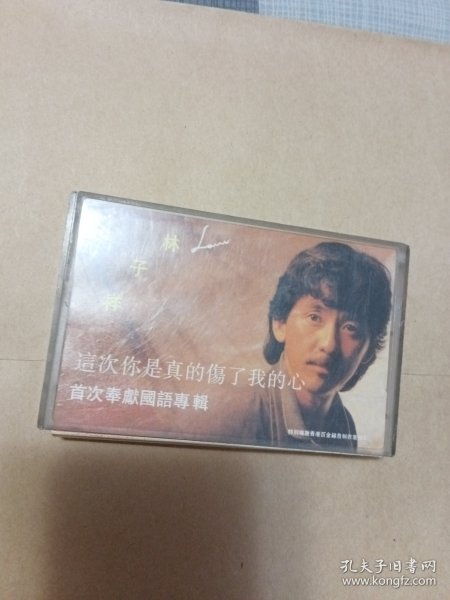 林
子
祥
Lam
這次你是真的傷了我的心
首次奉獻國語專輯
孔夫子旧书网
www.kongfz.com